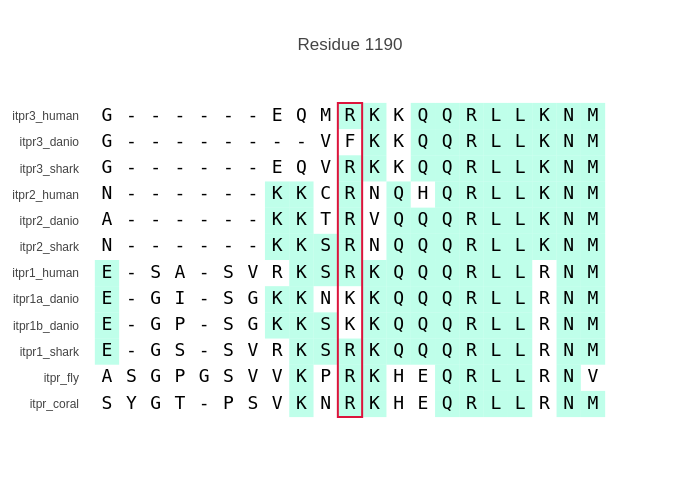 Residue 1190
itpr3_human G - - - - - - E Q M R K K Q Q R L L K N M
itpr3_danio G - - - - - - - - V F K K Q Q R L L K N M
itpr3_shark G - - - - - - E Q V R K K Q Q R L L K N M
itpr2_human N - - - - - - K K C R N Q H Q R L L K N M
itpr2_danio A - - - - - - K K T R V Q Q Q R L L K N M
itpr2_shark N - - - - - - K K S R N Q Q Q R L L K N M
itpr1_human E - S A - S V R K S R K Q Q Q R L L R N M
itpr1a_danio E - G I - S G K K N K K Q Q Q R L L R N M
itpr1b_danio E - G P - S G K K S K K Q Q Q R L L R N M
itpr1_shark E - G S - S V R K S R K Q Q Q R L L R N M
itpr_fly A S G P G S V V K P R K H E Q R L L R N V
itpr_coral S Y G T - P S V K N R K H E Q R L L R N M